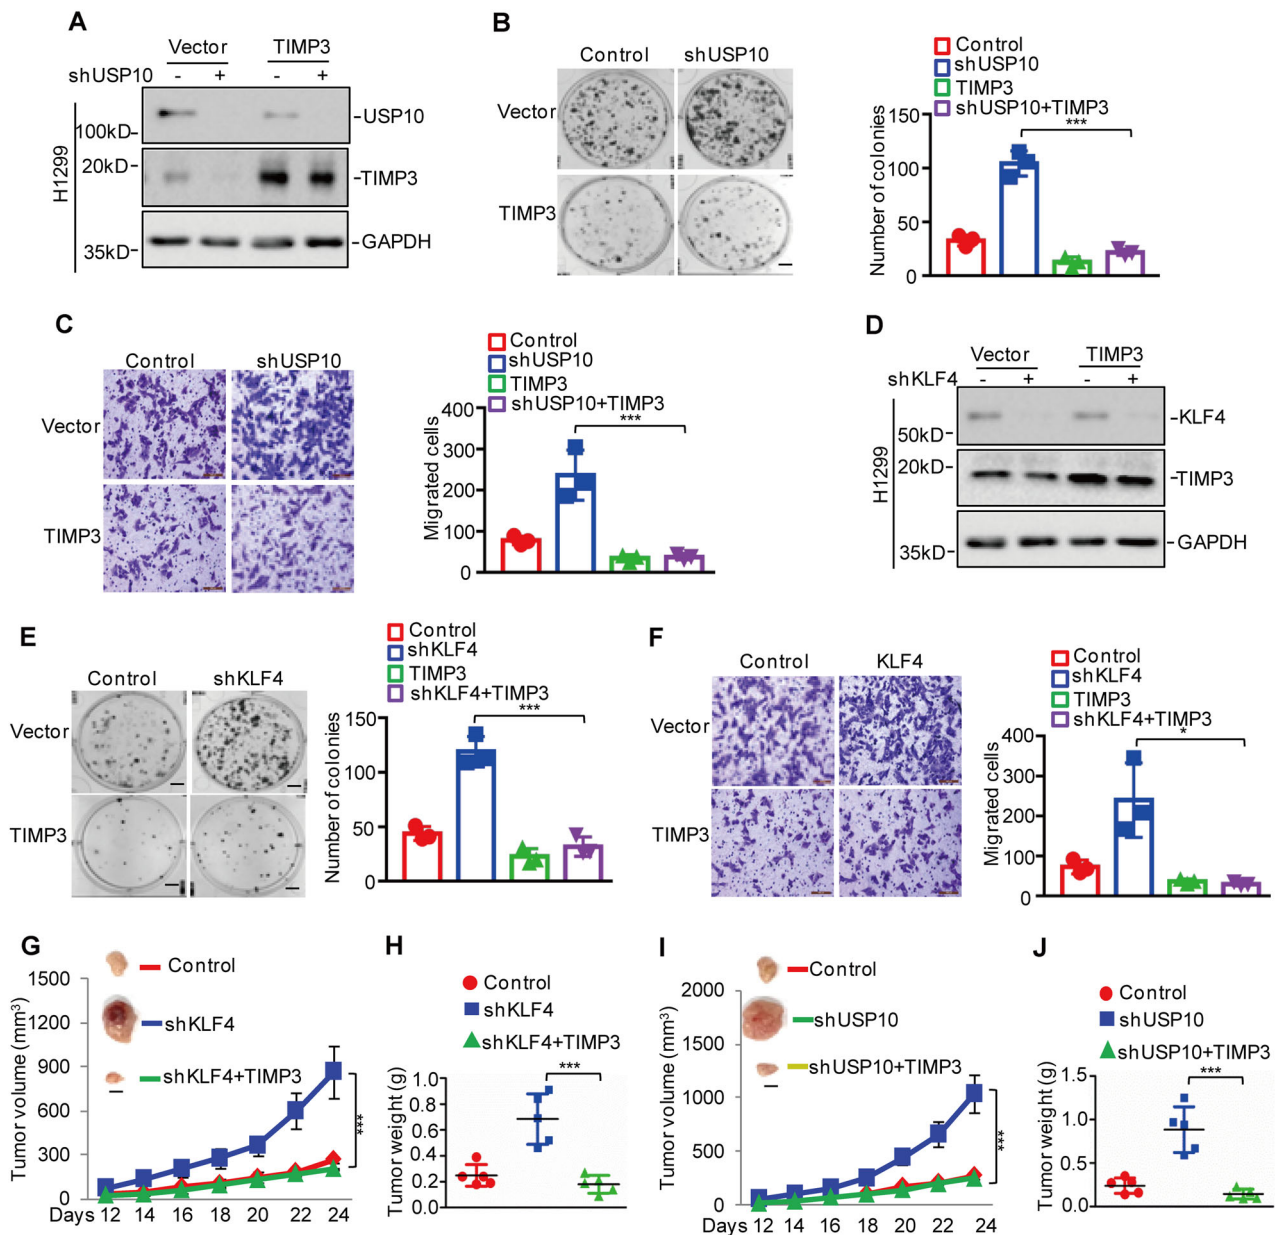 A
Vector TIMP3
shUSP10 - + - +
H1299
100kD-
20kD-
35kD-
-USP10
-TIMP3
-GAPDH
B
Control shUSP10
Vector
TIMP3
Control
shUSP10
TIMP3
shUSP10+TIMP3
Number of colonies
150
100
50
0
***
C
Control shUSP10
Vector
TIMP3
Control
shUSP10
TIMP3
shUSP10+TIMP3
Migrated cells
400
300
200
100
0
***
D
Vector TIMP3
shKLF4 - + - +
H1299
50kD-
20kD-
35kD-
-KLF4
-TIMP3
-GAPDH
E
Control shKLF4
Vector
TIMP3
Control
shKLF4
TIMP3
shKLF4+TIMP3
Number of colonies
150
100
50
0
***
F
Control KLF4
Vector
TIMP3
Control
shKLF4
TIMP3
shKLF4+TIMP3
Migrated cells
400
300
200
100
0
*
G
Control
shKLF4
shKLF4+TIMP3
Tumor volume (mm³)
1500
1200
900
600
300
0
***
Days 12 14 16 18 20 22 24
H
Control
shKLF4
shKLF4+TIMP3
Tumor weight (g)
1.0
0.8
0.6
0.4
0.2
0.0
***
I
Control
shUSP10
shUSP10+TIMP3
Tumor volume (mm³)
2000
1500
1000
500
0
***
Days 12 14 16 18 20 22 24
J
Control
shUSP10
shUSP10+TIMP3
Tumor weight (g)
1.5
1.0
0.5
0.0
***